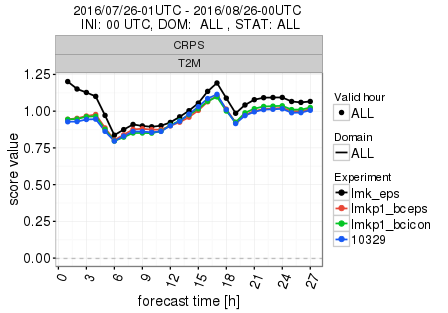 2016/07/26-01UTC - 2016/08/26-00UTC
INI: 00 UTC, DOM: ALL , STAT: ALL
CRPS
T2M
score value
1.25
1.00
0.75
0.50
0.25
0.00
0
3
6
9
12
15
18
21
24
27
forecast time [h]
Valid hour
ALL
Domain
ALL
Experiment
lmk_eps
lmkp1_bceps
lmkp1_bcicon
10329